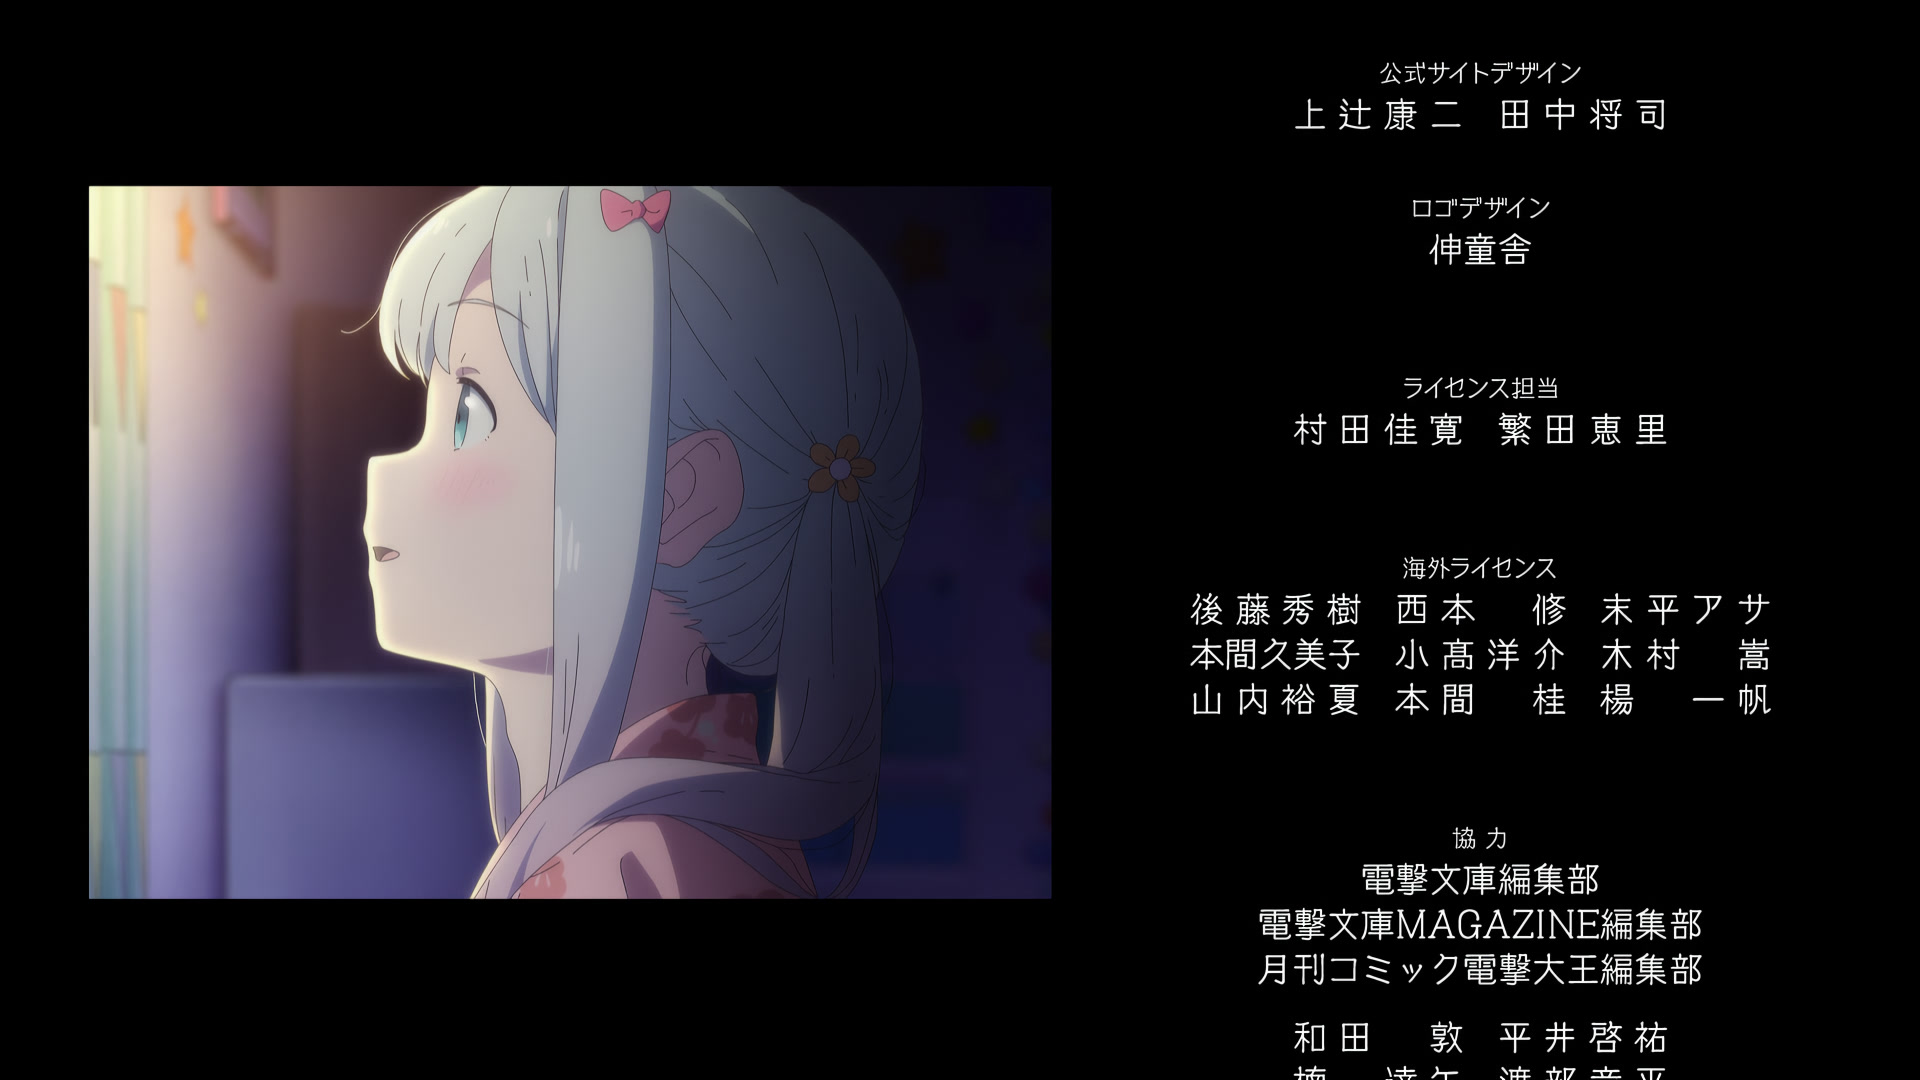 公式サイトデザイン
上辻康二 田中将司
ロゴデザイン
伸童舎
ライセンス担当
村田佳寛 繁田恵里
海外ライセンス
後藤秀樹 西本 修 末平アサ
本間久美子 小髙洋介 木村 嵩
山内裕夏 本間 桂 楊 一帆
協力
電撃文庫編集部
電撃文庫MAGAZINE編集部
月刊コミック電撃大王編集部
和田 敦 平井啓祐